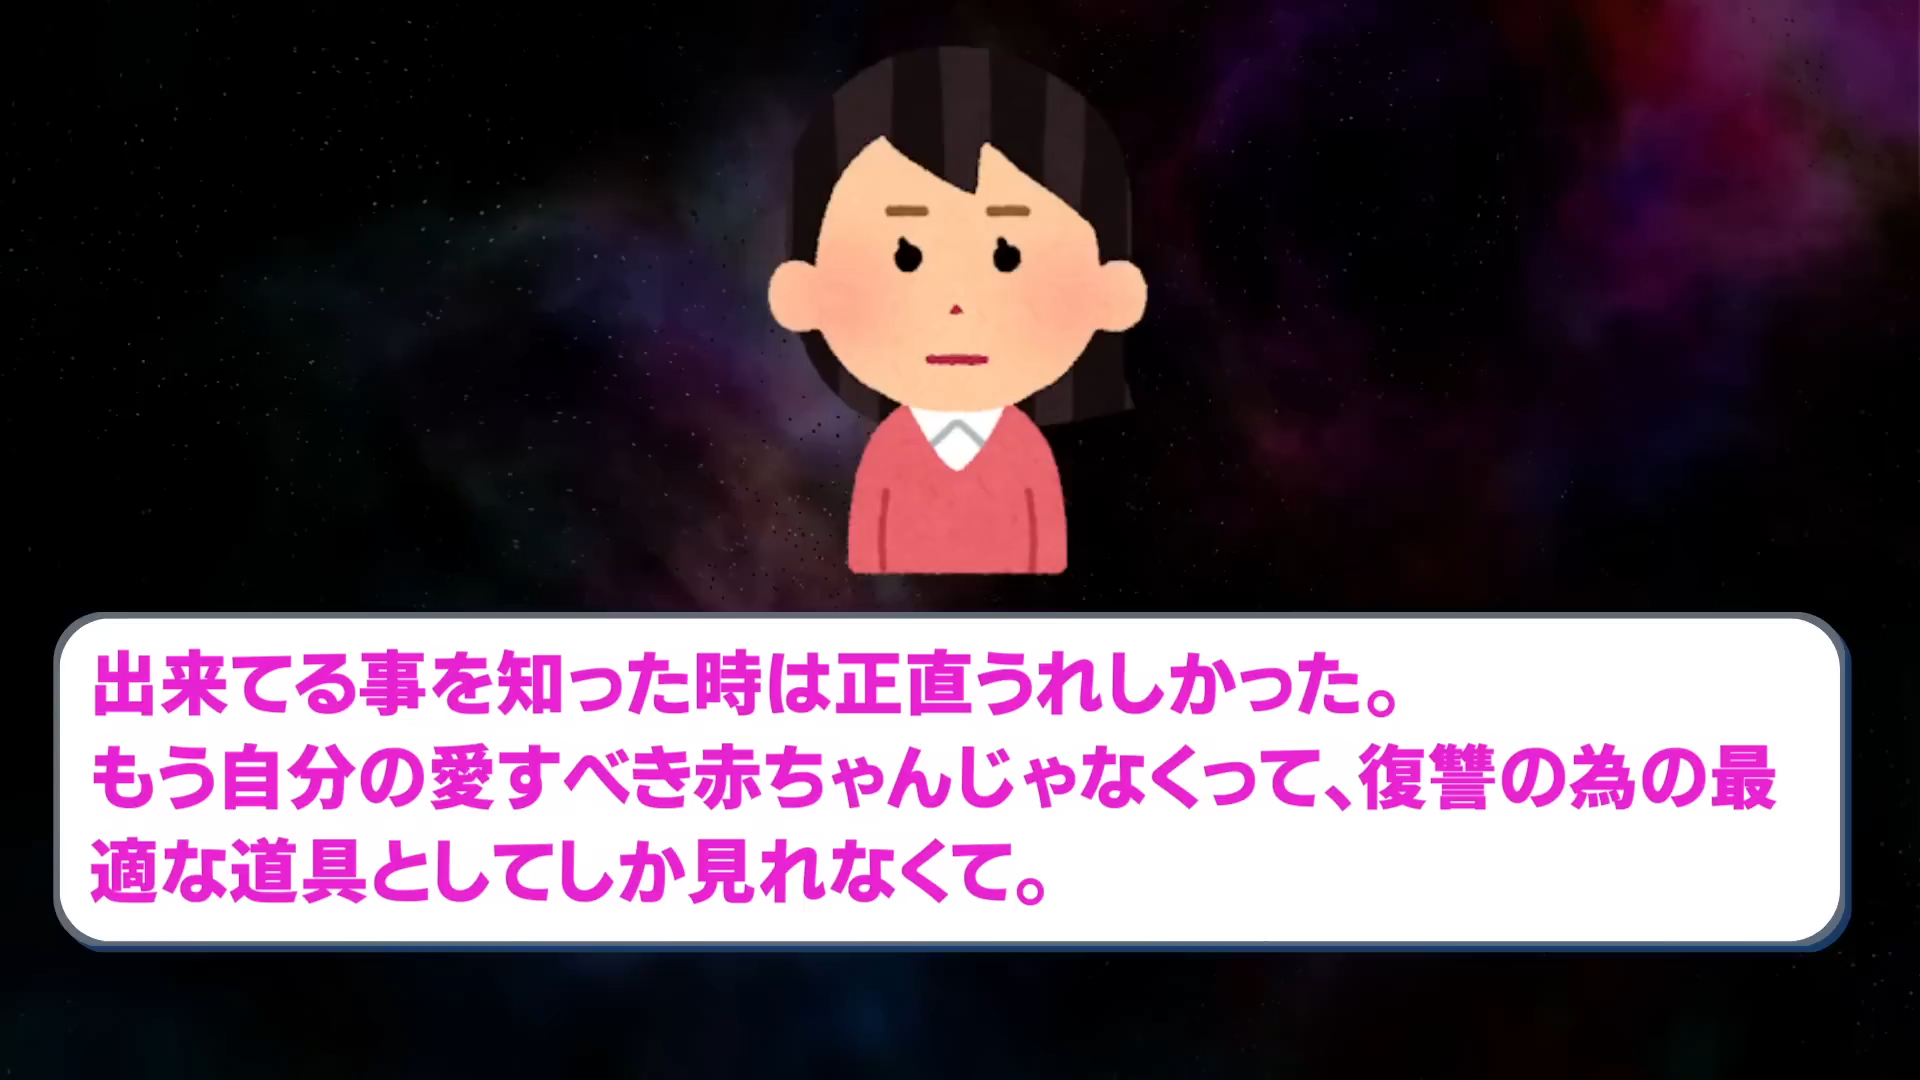 出来てる事を知った時は正直うれしかった。
もう自分の愛すべき赤ちゃんじゃなくって、復讐の為の最
適な道具としてしか見れなくて。